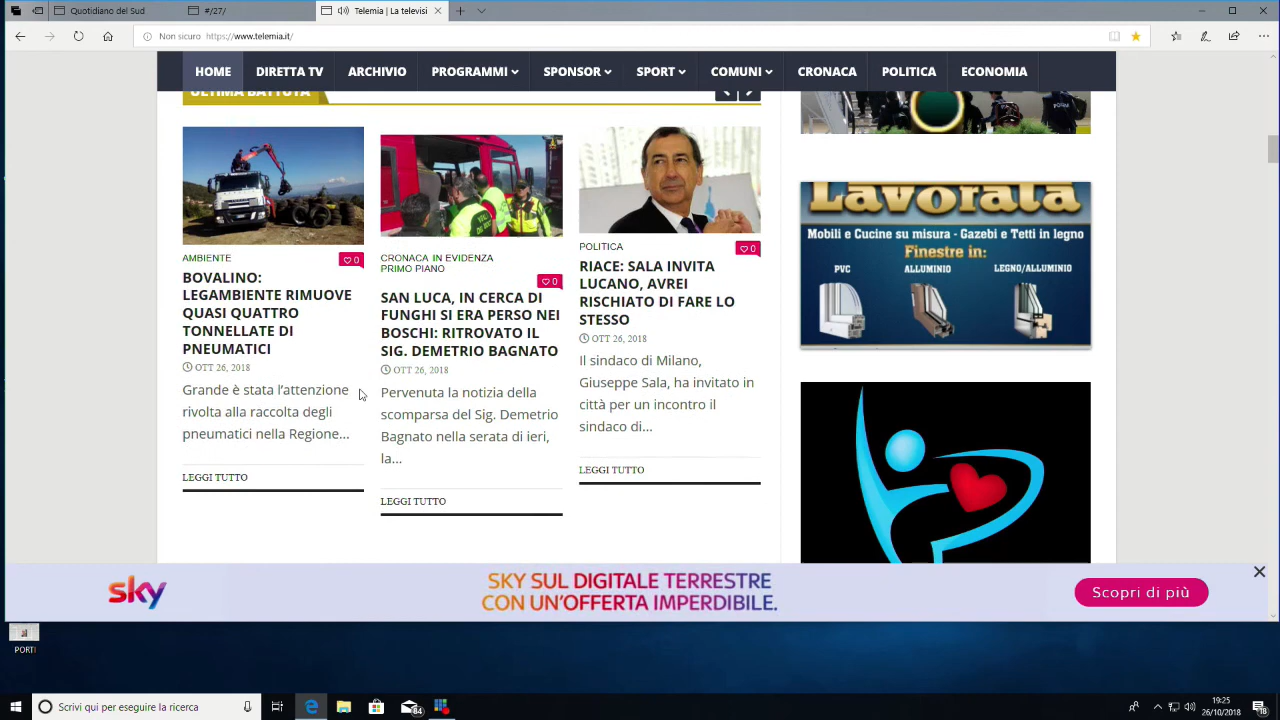 Quotidiano del Sud
#/27/
Telemia | La televisi
Non sicuro https://www.telemia.it/
HOME DIRETTA TV ARCHIVIO PROGRAMMI SPONSOR SPORT COMUNI CRONACA POLITICA ECONOMIA
ULTIMA BATTUTA
AMBIENTE
0
BOVALINO:
LEGAMBIENTE RIMUOVE
QUASI QUATTRO
TONNELLATE DI
PNEUMATICI
OTT 26, 2018
Grande è stata l'attenzione
rivolta alla raccolta degli
pneumatici nella Regione...
LEGGI TUTTO
CRONACA IN EVIDENZA
PRIMO PIANO
0
SAN LUCA, IN CERCA DI
FUNGHI SI ERA PERSO NEI
BOSCHI: RITROVATO IL
SIG. DEMETRIO BAGNATO
OTT 26, 2018
Pervenuta la notizia della
scomparsa del Sig. Demetrio
Bagnato nella serata di ieri,
la...
LEGGI TUTTO
POLITICA
0
RIACE: SALA INVITA
LUCANO, AVREI
RISCHIATO DI FARE LO
STESSO
OTT 26, 2018
Il sindaco di Milano,
Giuseppe Sala, ha invitato in
città per un incontro il
sindaco di...
LEGGI TUTTO
Lavorata
Mobili e Cucine su misura - Gazebi e Tetti in legno
Finestre in:
PVC ALLUMINIO LEGNO/ALLUMINIO
sky
SKY SUL DIGITALE TERRESTRE
CON UN'OFFERTA IMPERDIBILE.
Scopri di più
PORTI
Scrivi qui per eseguire la ricerca
84
19:25
26/10/2018
18